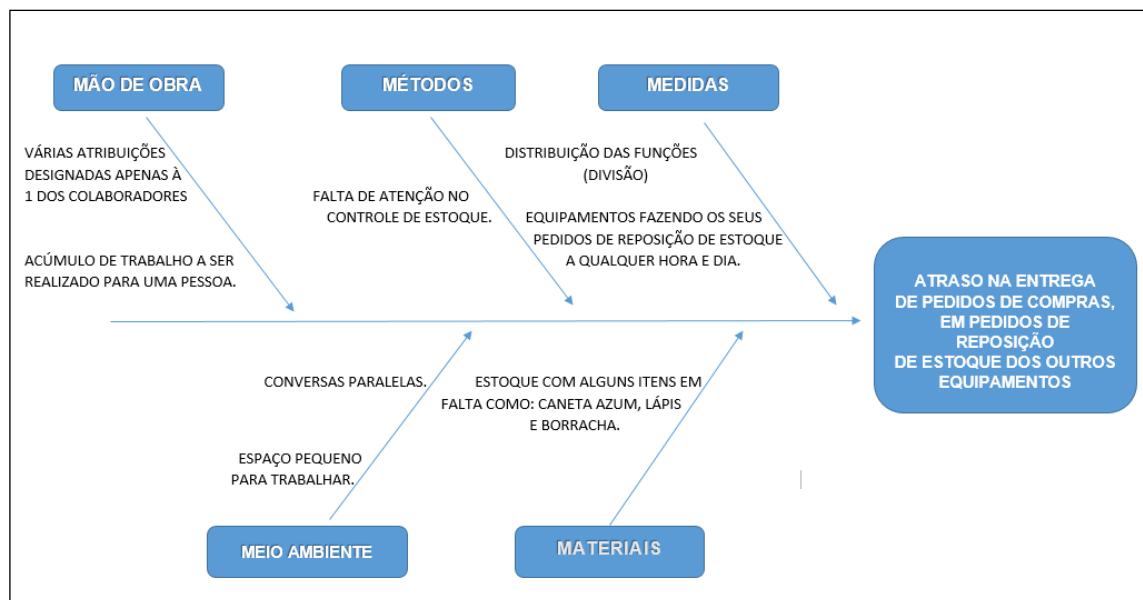 MÃO DE OBRA
MÉTODOS
MEDIDAS
VÁRIAS ATRIBUIÇÕES
DESIGNADAS APENAS À
1 DOS COLABORADORES
ACÚMULO DE TRABALHO A SER
REALIZADO PARA UMA PESSOA.
FALTA DE ATENÇÃO NO
CONTROLE DE ESTOQUE.
DISTRIBUIÇÃO DAS FUNÇÕES
(DIVISÃO)
EQUIPAMENTOS FAZENDO OS SEUS
PEDIDOS DE REPOSIÇÃO DE ESTOQUE
A QUALQUER HORA E DIA.
ATRASO NA ENTREGA
DE PEDIDOS DE COMPRAS,
EM PEDIDOS DE
REPOSIÇÃO
DE ESTOQUE DOS OUTROS
EQUIPAMENTOS
CONVERSAS PARALELAS.
ESPAÇO PEQUENO
PARA TRABALHAR.
ESTOQUE COM ALGUNS ITENS EM
FALTA COMO: CANETA AZUM, LÁPIS
E BORRACHA.
MEIO AMBIENTE
MATERIAIS